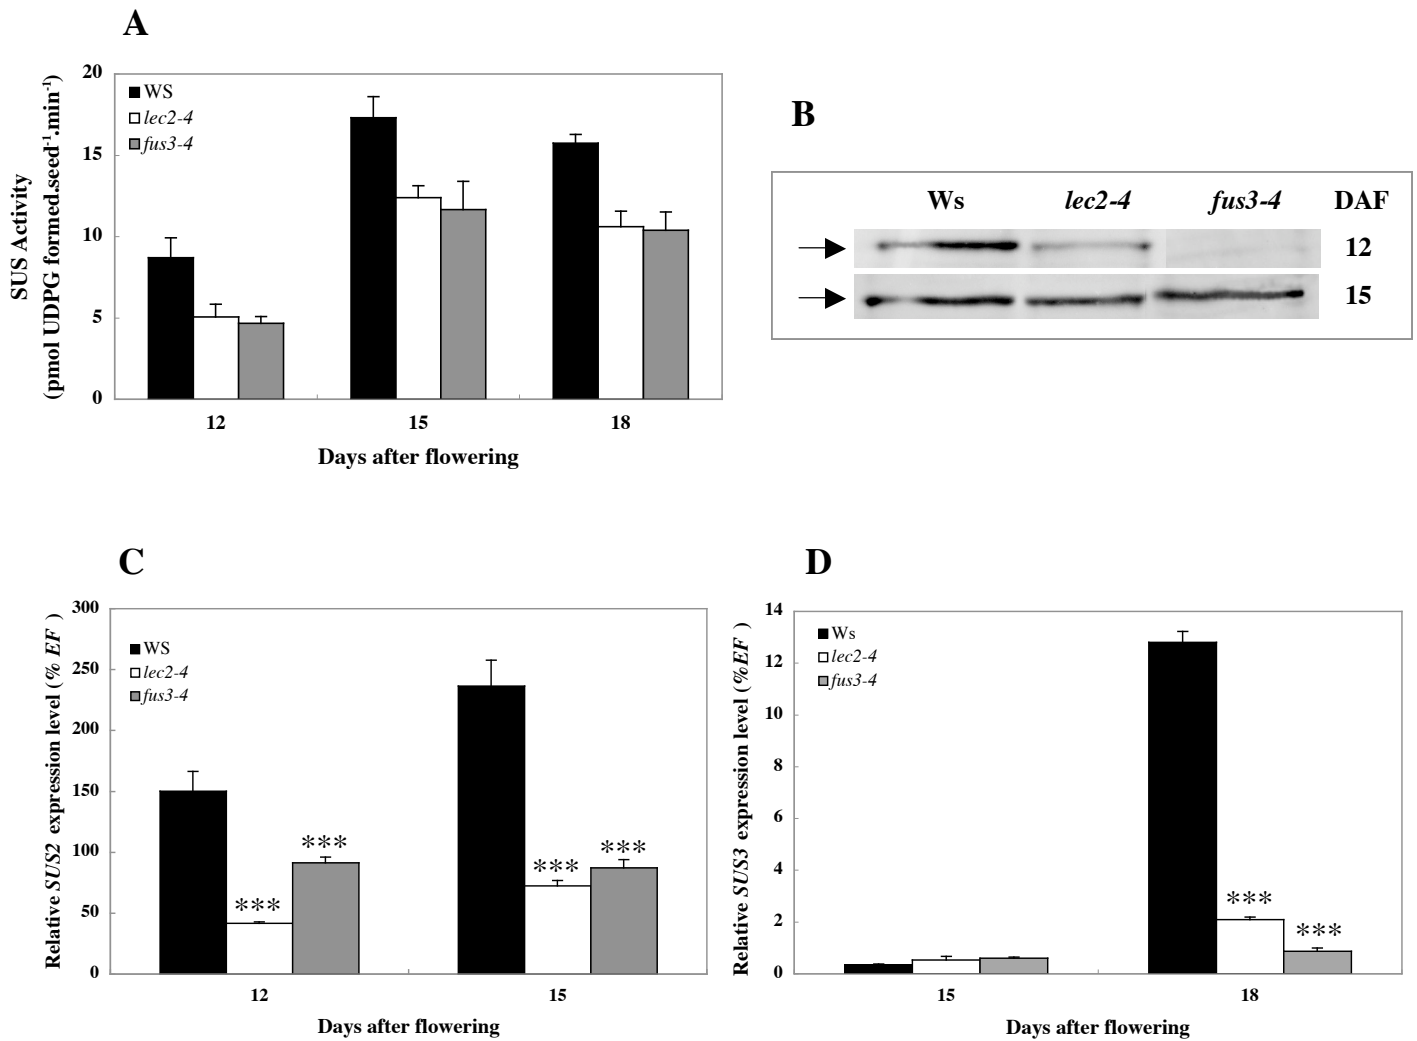 A
SUS Activity
(pmol UDPG formed.seed⁻¹.min⁻¹)
20
15
10
5
0
WS
lec2-4
fus3-4
12 15 18
Days after flowering
B
Ws lec2-4 fus3-4 DAF
12
15
C
Relative SUS2 expression level (% EF )
300
250
200
150
100
50
0
WS
lec2-4
fus3-4
*** ***
*** ***
12 15
Days after flowering
D
Relative SUS3 expression level (%EF )
14
12
10
8
6
4
2
0
Ws
lec2-4
fus3-4
***
***
15 18
Days after flowering